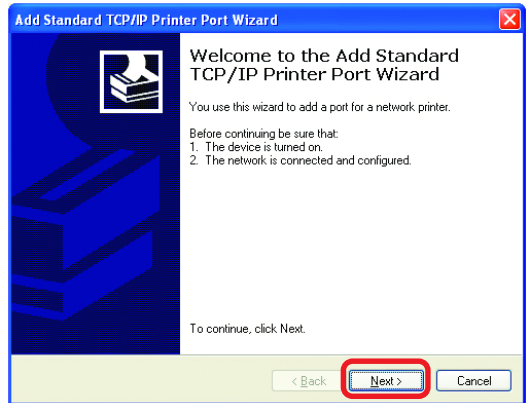 Add Standard TCP/IP Printer Port Wizard
Welcome to the Add Standard
TCP/IP Printer Port Wizard
You use this wizard to add a port for a network printer.
Before continuing be sure that:
1. The device is turned on.
2. The network is connected and configured.
To continue, click Next.
< Back
Next >
Cancel